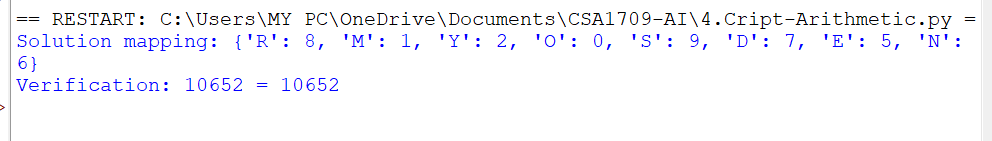 == RESTART: C:\Users\MY PC\OneDrive\Documents\CSA1709-AI\4.Cript-Arithmetic.py =
Solution mapping: {'R': 8, 'M': 1, 'Y': 2, 'O': 0, 'S': 9, 'D': 7, 'E': 5, 'N':
6}
Verification: 10652 = 10652
>